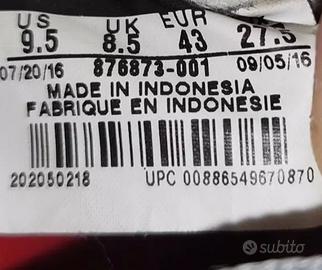 US UK EUR
9.5 8.5 43 27.5
07/20/16 876873-001 09/05/16
MADE IN INDONESIA
FABRIQUE EN INDONESIE
202050218 UPC 00886549670870
subito